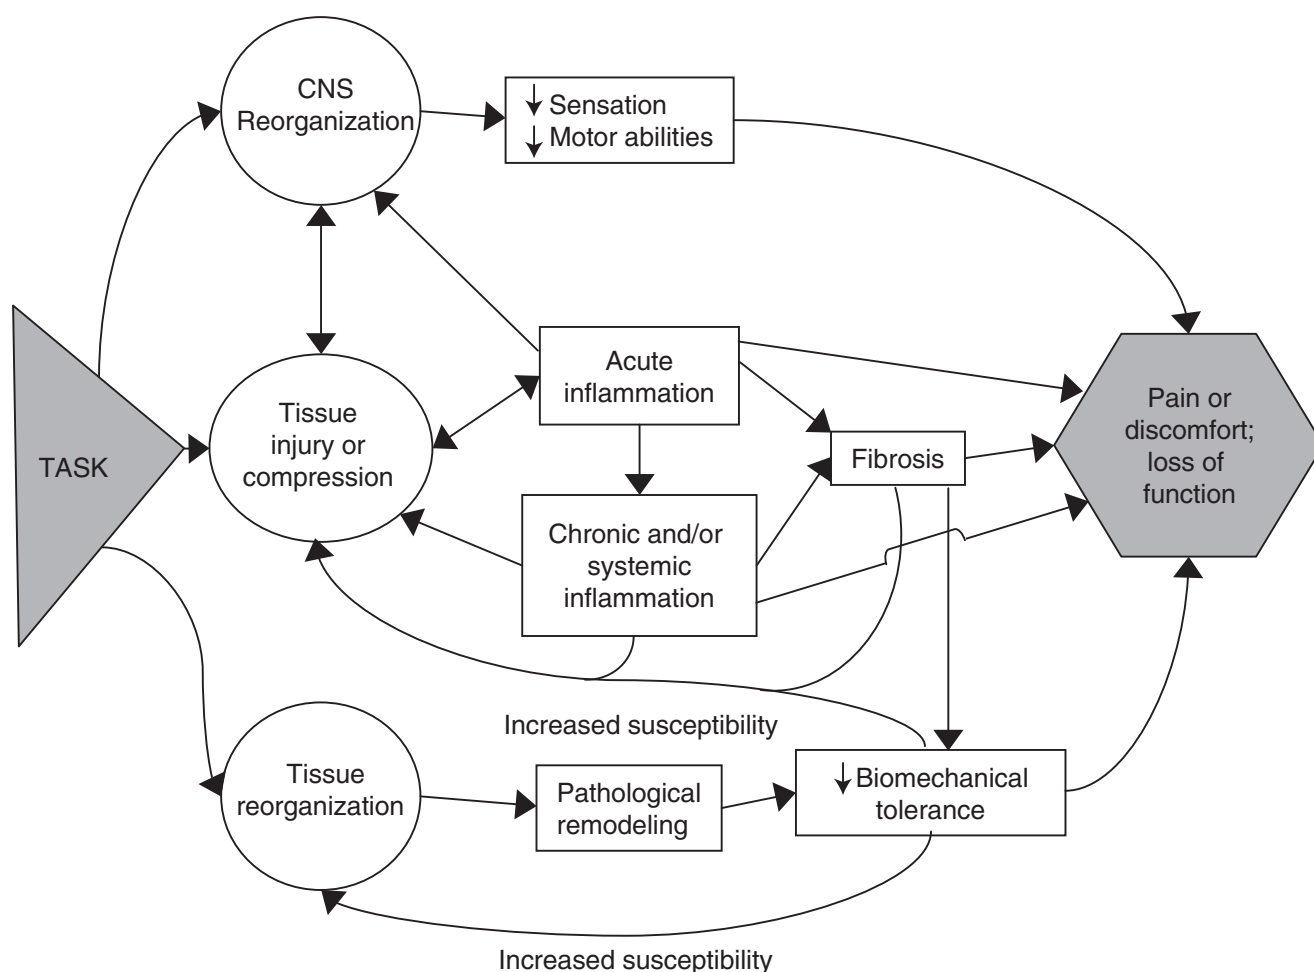 CNS
Reorganization
↓ Sensation
↓ Motor abilities
Acute
inflammation
Pain or
discomfort;
loss of
function
Tissue
injury or
compression
TASK
Fibrosis
Chronic and/or
systemic
inflammation
Increased susceptibility
Tissue
reorganization
Pathological
remodeling
↓ Biomechanical
tolerance
Increased susceptibility